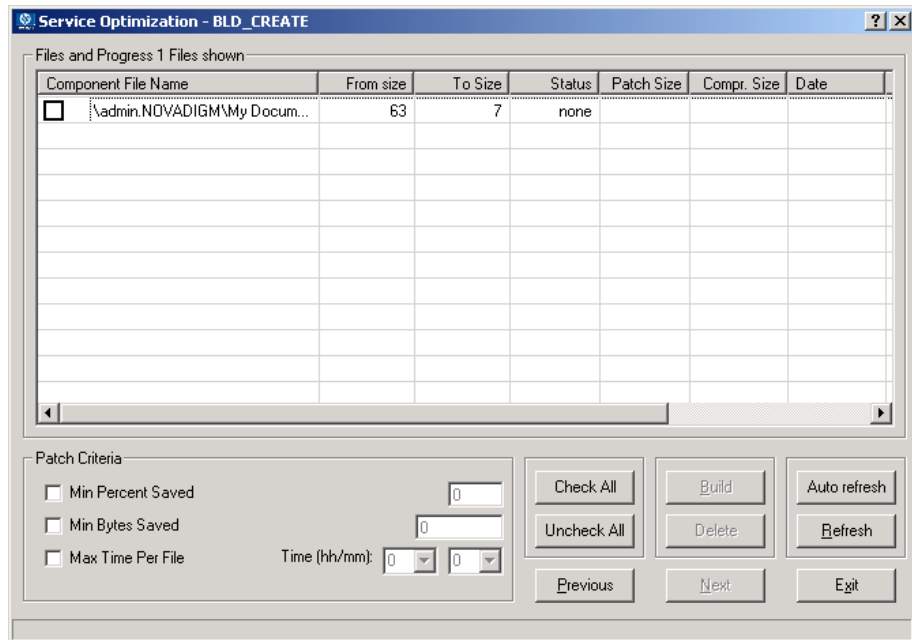 Service Optimization - BLD_CREATE
Files and Progress 1 Files shown
Component File Name From size To Size Status Patch Size Compr. Size Date
\admin.NOVADIGM\My Docum... 63 7 none
Patch Criteria
Min Percent Saved 0
Min Bytes Saved 0
Max Time Per File Time (hh/mm): 0 0
Check All Build Auto refresh
Uncheck All Delete Refresh
Previous Next Exit